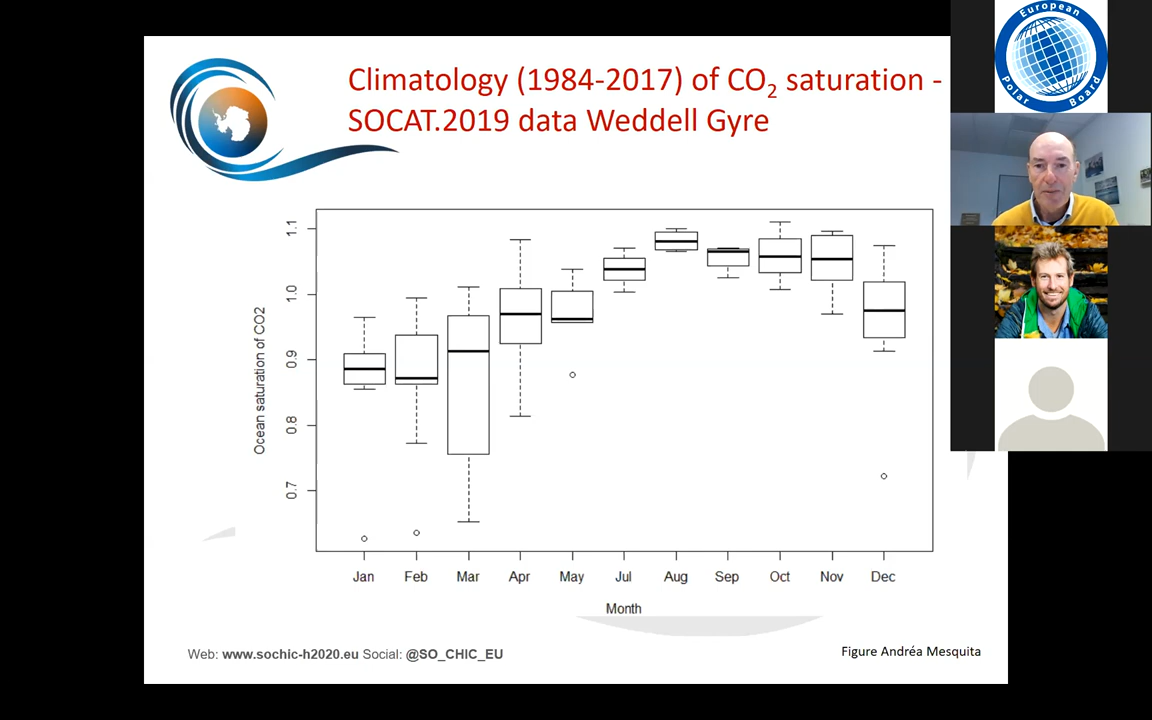 Climatology (1984-2017) of CO2 saturation -
SOCAT.2019 data Weddell Gyre
Ocean saturation of CO2
1.1
1.0
0.9
0.8
0.7
Jan Feb Mar Apr May Jul Aug Sep Oct Nov Dec
Month
Web: www.sochic-h2020.eu Social: @SO_CHIC_EU
Figure Andréa Mesquita
European
Polar Board